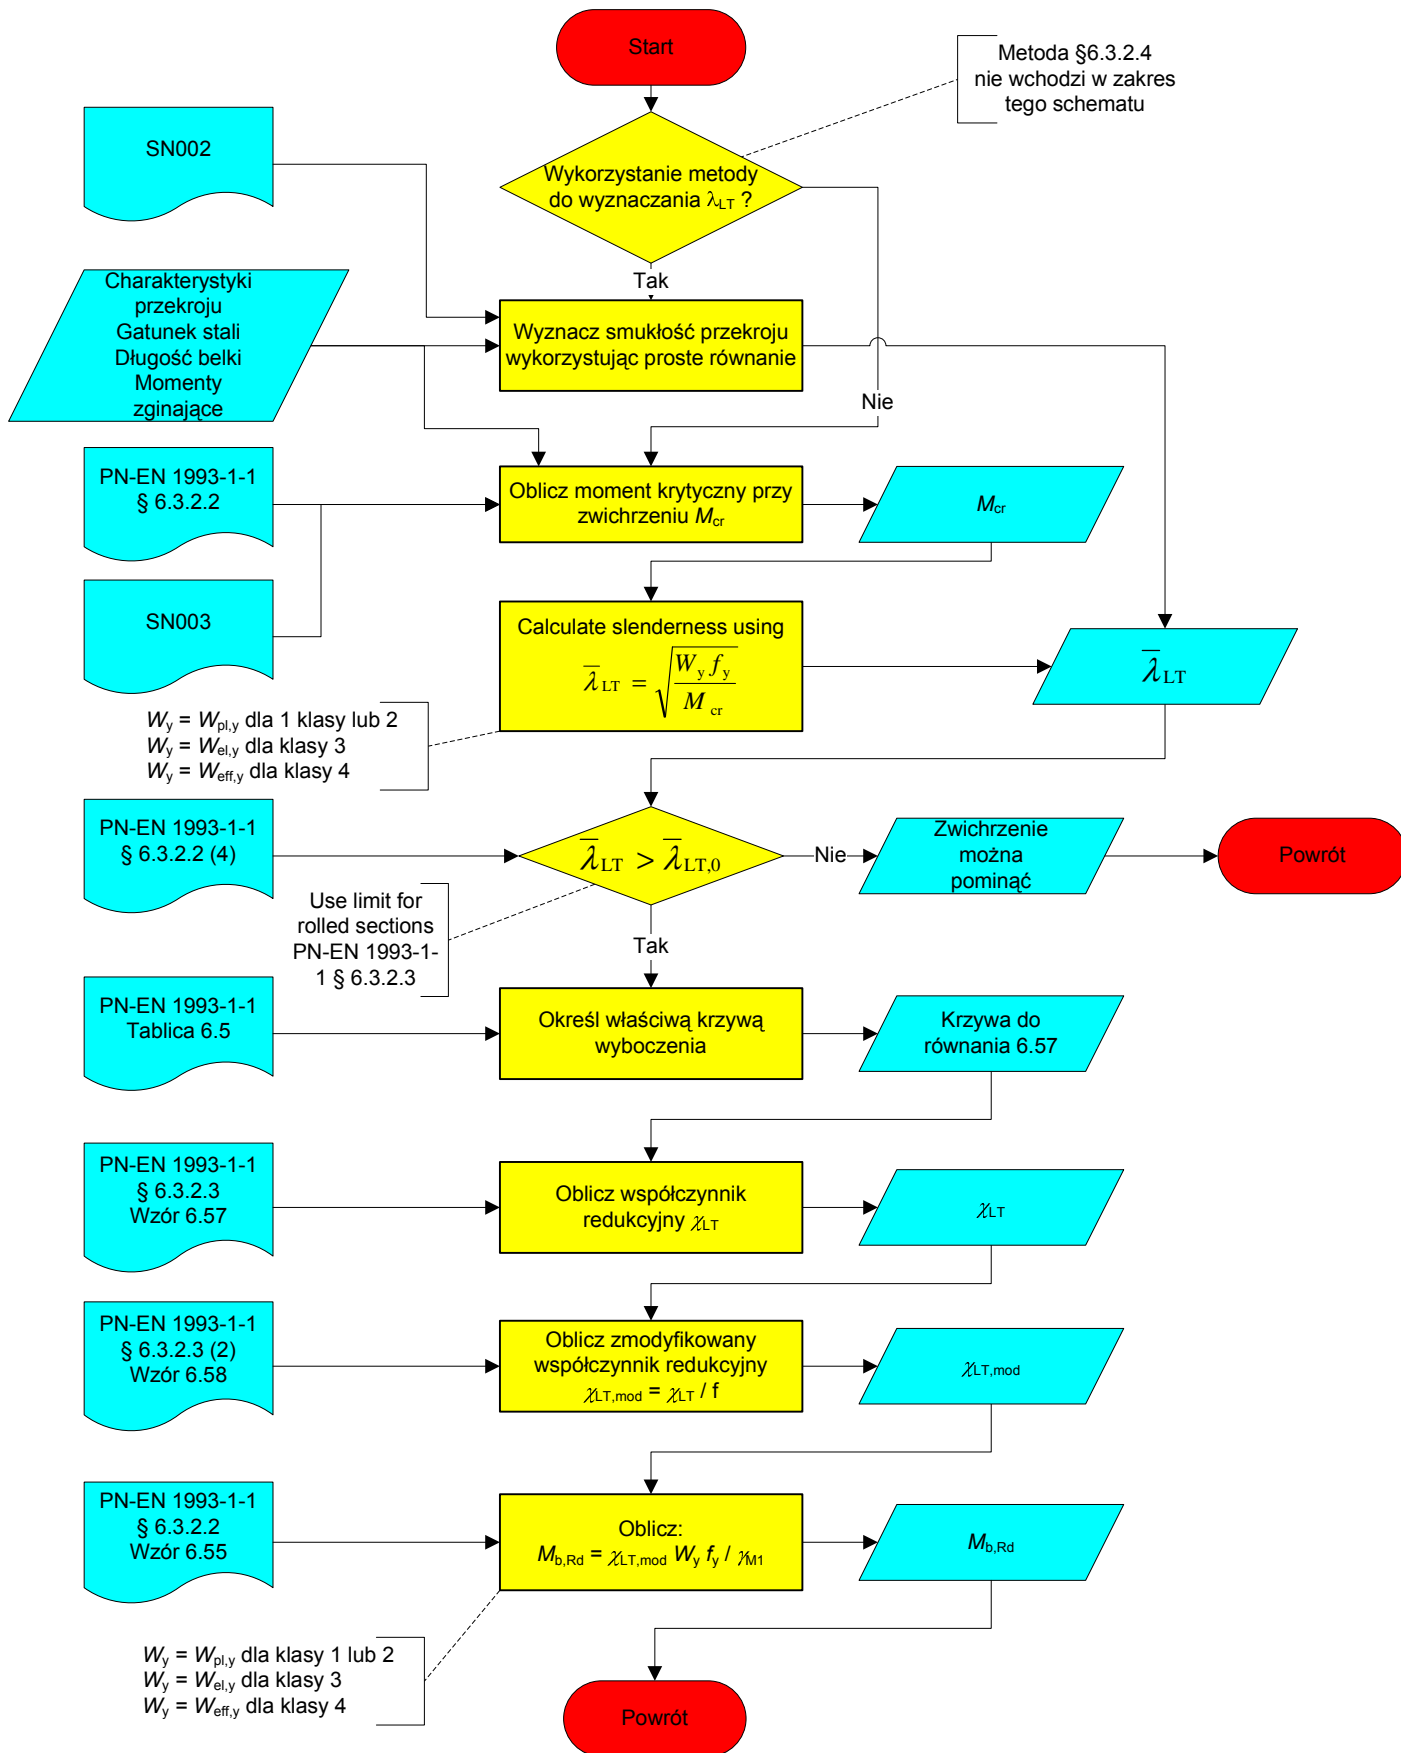 Start
Metoda §6.3.2.4
nie wchodzi w zakres
tego schematu
SN002
Wykorzystanie metody
do wyznaczania λLT ?
Tak
Charakterystyki
przekroju
Gatunek stali
Długość belki
Momenty
zginające
Wyznacz smukłość przekroju
wykorzystując proste równanie
Nie
PN-EN 1993-1-1
§ 6.3.2.2
Oblicz moment krytyczny przy
zwichrzeniu Mcr
Mcr
SN003
Calculate slenderness using
λ̅LT = √(Wy fy / Mcr)
λ̅LT
Wy = Wpl,y dla 1 klasy lub 2
Wy = Wel,y dla klasy 3
Wy = Weff,y dla klasy 4
PN-EN 1993-1-1
§ 6.3.2.2 (4)
λ̅LT > λ̅LT,0
Nie
Zwichrzenie
można
pominąć
Powrót
Use limit for
rolled sections
PN-EN 1993-1-
1 § 6.3.2.3
Tak
PN-EN 1993-1-1
Tablica 6.5
Określ właściwą krzywą
wyboczenia
Krzywa do
równania 6.57
PN-EN 1993-1-1
§ 6.3.2.3
Wzór 6.57
Oblicz współczynnik
redukcyjny χLT
χLT
PN-EN 1993-1-1
§ 6.3.2.3 (2)
Wzór 6.58
Oblicz zmodyfikowany
współczynnik redukcyjny
χLT,mod = χLT / f
χLT,mod
PN-EN 1993-1-1
§ 6.3.2.2
Wzór 6.55
Oblicz:
Mb,Rd = χLT,mod Wy fy / γM1
Mb,Rd
Wy = Wpl,y dla klasy 1 lub 2
Wy = Wel,y dla klasy 3
Wy = Weff,y dla klasy 4
Powrót